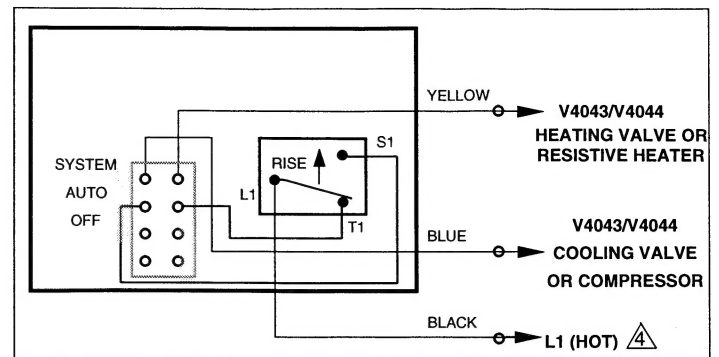 YELLOW
V4043/V4044
HEATING VALVE OR
RESISTIVE HEATER
S1
RISE
L1
T1
SYSTEM
AUTO
OFF
BLUE
V4043/V4044
COOLING VALVE
OR COMPRESSOR
BLACK
L1 (HOT) 4